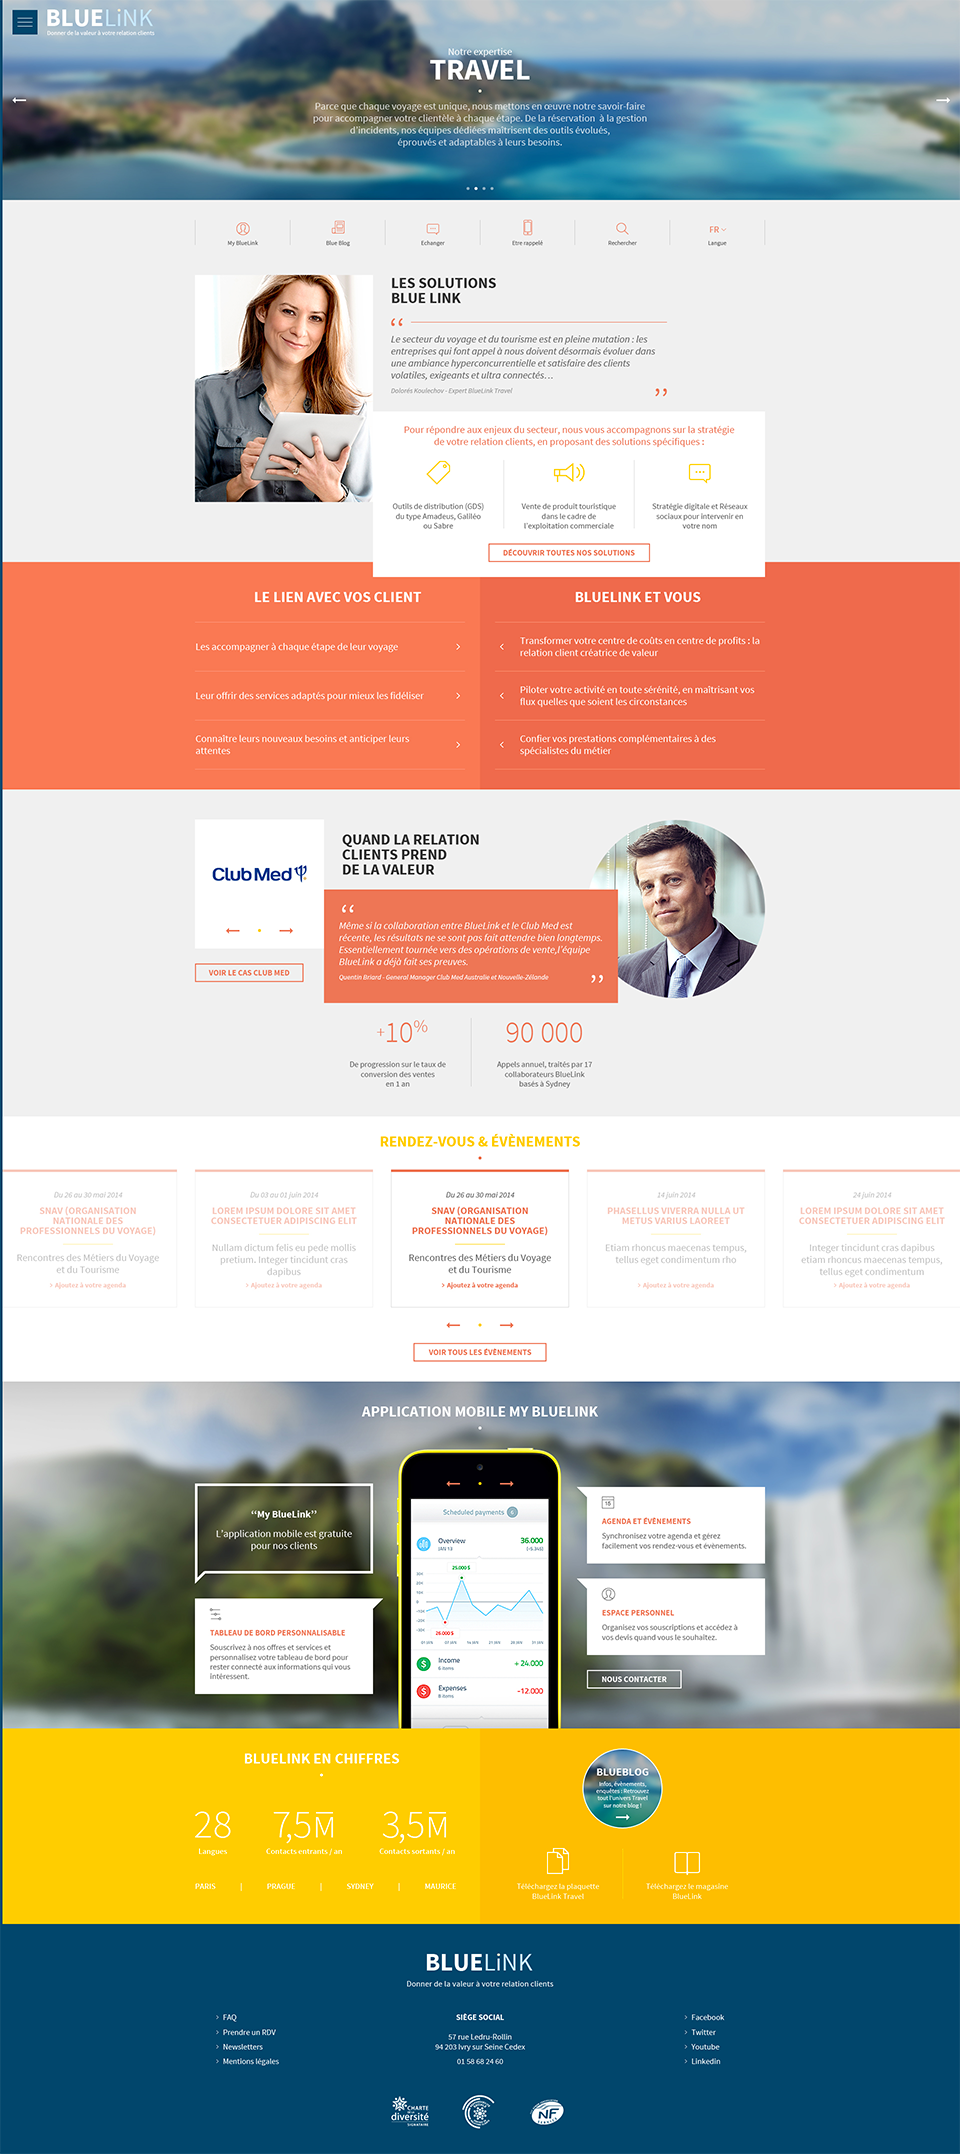 BLUELiNK
Donner de la valeur à votre relation clients
Notre expertise
TRAVEL
Parce que chaque voyage est unique, nous mettons en œuvre notre savoir-faire
pour accompagner votre clientèle à chaque étape. De la réservation à la gestion
d'incidents, nos équipes dédiées maîtrisent des outils évolués,
éprouvés et adaptables à leurs besoins.
My BlueLink
Blue Blog
Echanger
Etre rappelé
Rechercher
FR
Langue
LES SOLUTIONS
BLUE LINK
“
Le secteur du voyage et du tourisme est en pleine mutation : les
entreprises qui font appel à nous doivent désormais évoluer dans
une ambiance hyperconcurrentielle et satisfaire des clients
volatiles, exigeants et ultra connectés…
Dolorès Koulechov - Expert BlueLink Travel
”
Pour répondre aux enjeux du secteur, nous vous accompagnons sur la stratégie
de votre relation clients, en proposant des solutions spécifiques :
Outils de distribution (GDS)
du type Amadeus, Galiléo
ou Sabre
Vente de produit touristique
dans le cadre de
l'exploitation commerciale
Stratégie digitale et Réseaux
sociaux pour intervenir en
votre nom
DÉCOUVRIR TOUTES NOS SOLUTIONS
LE LIEN AVEC VOS CLIENT
Les accompagner à chaque étape de leur voyage
Leur offrir des services adaptés pour mieux les fidéliser
Connaître leurs nouveaux besoins et anticiper leurs
attentes
BLUELINK ET VOUS
Transformer votre centre de coûts en centre de profits : la
relation client créatrice de valeur
Piloter votre activité en toute sérénité, en maîtrisant vos
flux quelles que soient les circonstances
Confier vos prestations complémentaires à des
spécialistes du métier
Club Med
VOIR LE CAS CLUB MED
QUAND LA RELATION
CLIENTS PREND
DE LA VALEUR
“
Même si la collaboration entre BlueLink et le Club Med est
récente, les résultats ne se sont pas fait attendre bien longtemps.
Essentiellement tournée vers des opérations de vente,l'équipe
BlueLink a déjà fait ses preuves.
Quentin Briard - General Manager Club Med Australie et Nouvelle-Zélande
”
+10%
De progression sur le taux de
conversion des ventes
en 1 an
90 000
Appels annuel, traités par 17
collaborateurs BlueLink
basés à Sydney
RENDEZ-VOUS & ÉVÈNEMENTS
Du 26 au 30 mai 2014
SNAV (ORGANISATION
NATIONALE DES
PROFESSIONNELS DU VOYAGE)
Rencontres des Métiers du Voyage
et du Tourisme
> Ajoutez à votre agenda
Du 03 au 01 juin 2014
LOREM IPSUM DOLORE SIT AMET
CONSECTETUER ADIPISCING ELIT
Nullam dictum felis eu pede mollis
pretium. Integer tincidunt cras
dapibus
> Ajoutez à votre agenda
Du 26 au 30 mai 2014
SNAV (ORGANISATION
NATIONALE DES
PROFESSIONNELS DU VOYAGE)
Rencontres des Métiers du Voyage
et du Tourisme
> Ajoutez à votre agenda
14 juin 2014
PHASELLUS VIVERRA NULLA UT
METUS VARIUS LAOREET
Etiam rhoncus maecenas tempus,
tellus eget condimentum rho
> Ajoutez à votre agenda
24 juin 2014
LOREM IPSUM DOLORE SIT AMET
CONSECTETUER ADIPISCING ELIT
Integer tincidunt cras dapibus
etiam rhoncus maecenas tempus,
tellus eget condimentum
> Ajoutez à votre agenda
VOIR TOUS LES ÉVÈNEMENTS
APPLICATION MOBILE MY BLUELINK
“My BlueLink”
L'application mobile est gratuite
pour nos clients
TABLEAU DE BORD PERSONNALISABLE
Souscrivez à nos offres et services et
personnalisez votre tableau de bord pour
rester connecté aux informations qui vous
intéressent.
Scheduled payments 6
Overview
JAN 13
36.000
25.000 $
30K
20K
10K
0
-10K
-20K
-30K
25.000 $
Income
6 items
+ 24.000
Expenses
8 items
-12.000
AGENDA ET ÉVÈNEMENTS
Synchronisez votre agenda et gérez
facilement vos rendez-vous et évènements.
ESPACE PERSONNEL
Organisez vos souscriptions et accédez à
vos devis quand vous le souhaitez.
NOUS CONTACTER
BLUELINK EN CHIFFRES
28
Langues
7,5M
Contacts entrants / an
3,5M
Contacts sortants / an
PARIS | PRAGUE | SYDNEY | MAURICE
BLUEBLOG
Infos, évènements,
enquêtes : Retrouvez
tout l'univers Travel
sur notre blog !
Téléchargez la plaquette
BlueLink Travel
Téléchargez le magasine
BlueLink
BLUELiNK
Donner de la valeur à votre relation clients
> FAQ
> Prendre un RDV
> Newsletters
> Mentions légales
SIÈGE SOCIAL
57 rue Ledru-Rollin
94 203 Ivry sur Seine Cedex
01 58 68 24 60
> Facebook
> Twitter
> Youtube
> Linkedin
CHARTE
diversité
SIGNATAIRE
NF
SERVICE